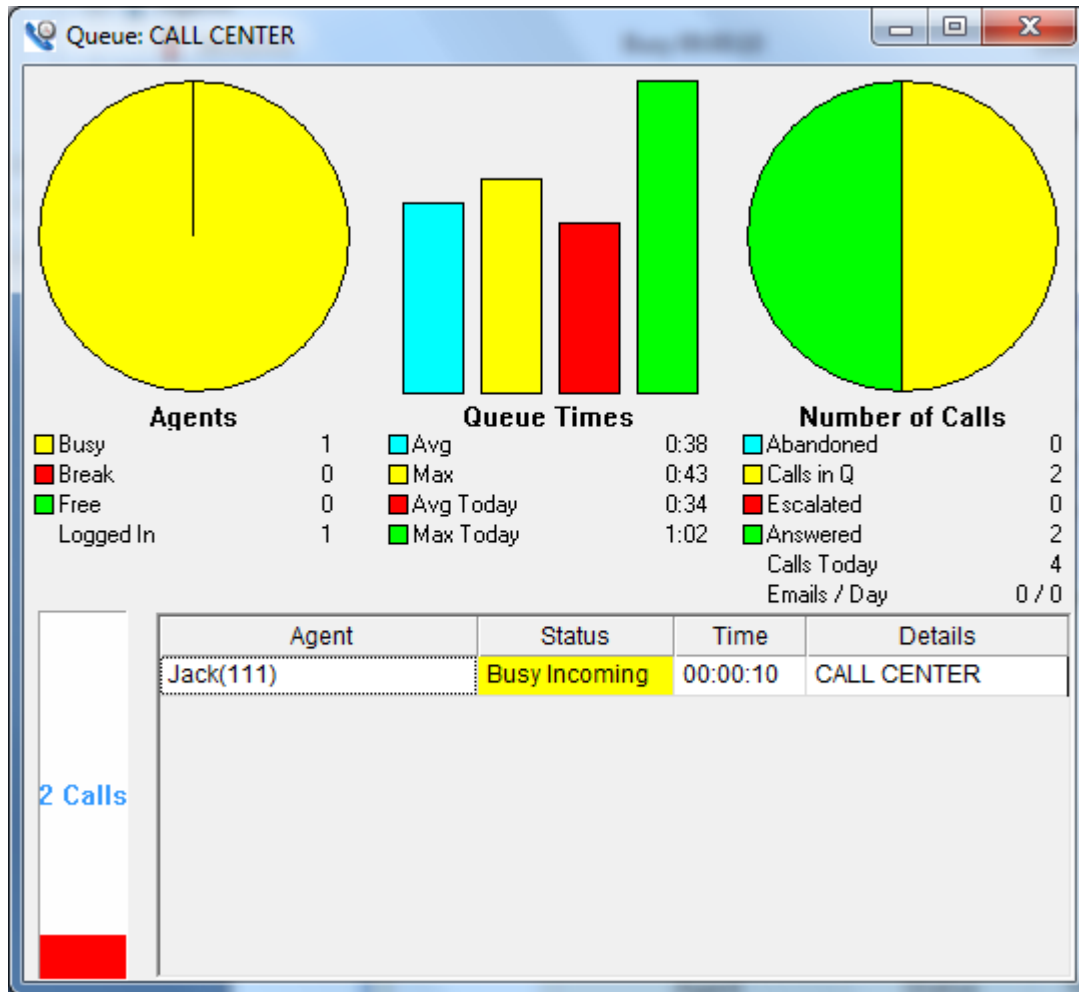 Queue: CALL CENTER
Agents
Busy 1
Break 0
Free 0
Logged In 1
Queue Times
Avg 0:38
Max 0:43
Avg Today 0:34
Max Today 1:02
Number of Calls
Abandoned 0
Calls in Q 2
Escalated 0
Answered 2
Calls Today 4
Emails / Day 0 / 0
2 Calls
Agent Status Time Details
Jack(111) Busy Incoming 00:00:10 CALL CENTER